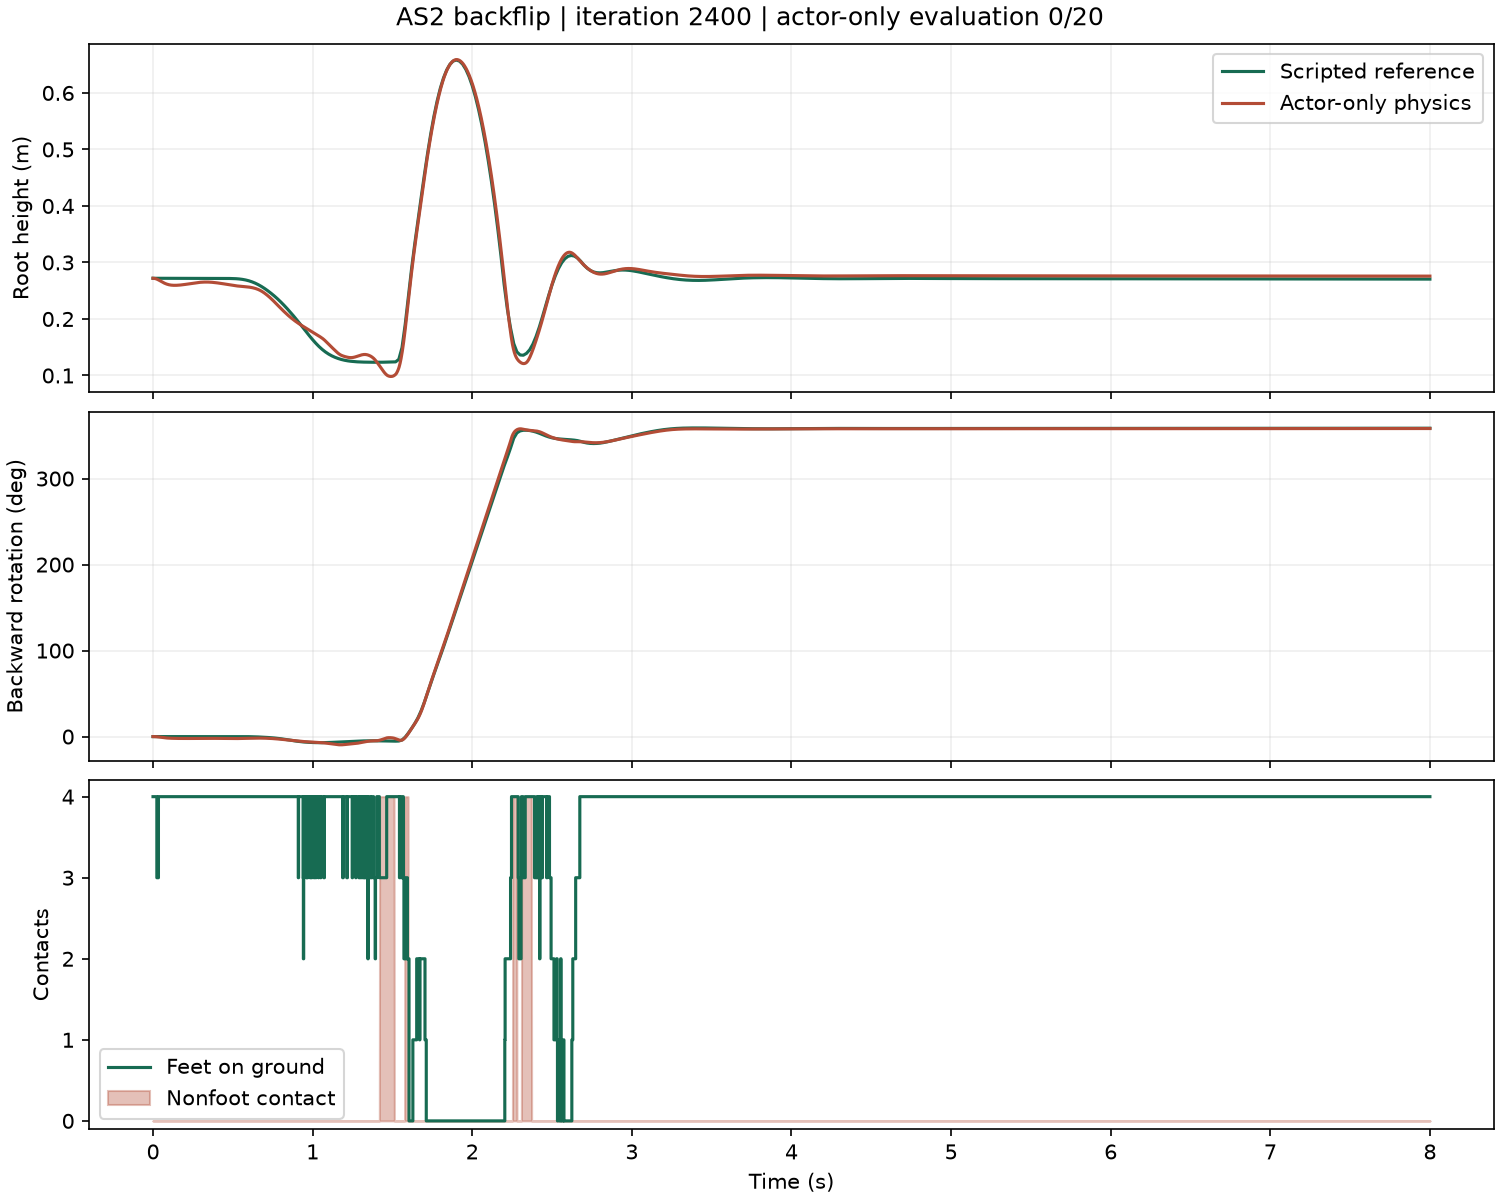 AS2 backflip | iteration 2400 | actor-only evaluation 0/20
Root height (m)
0.6
0.5
0.4
0.3
0.2
0.1
Scripted reference
Actor-only physics
Backward rotation (deg)
300
200
100
0
Contacts
4
3
2
1
0
Feet on ground
Nonfoot contact
0 1 2 3 4 5 6 7 8
Time (s)